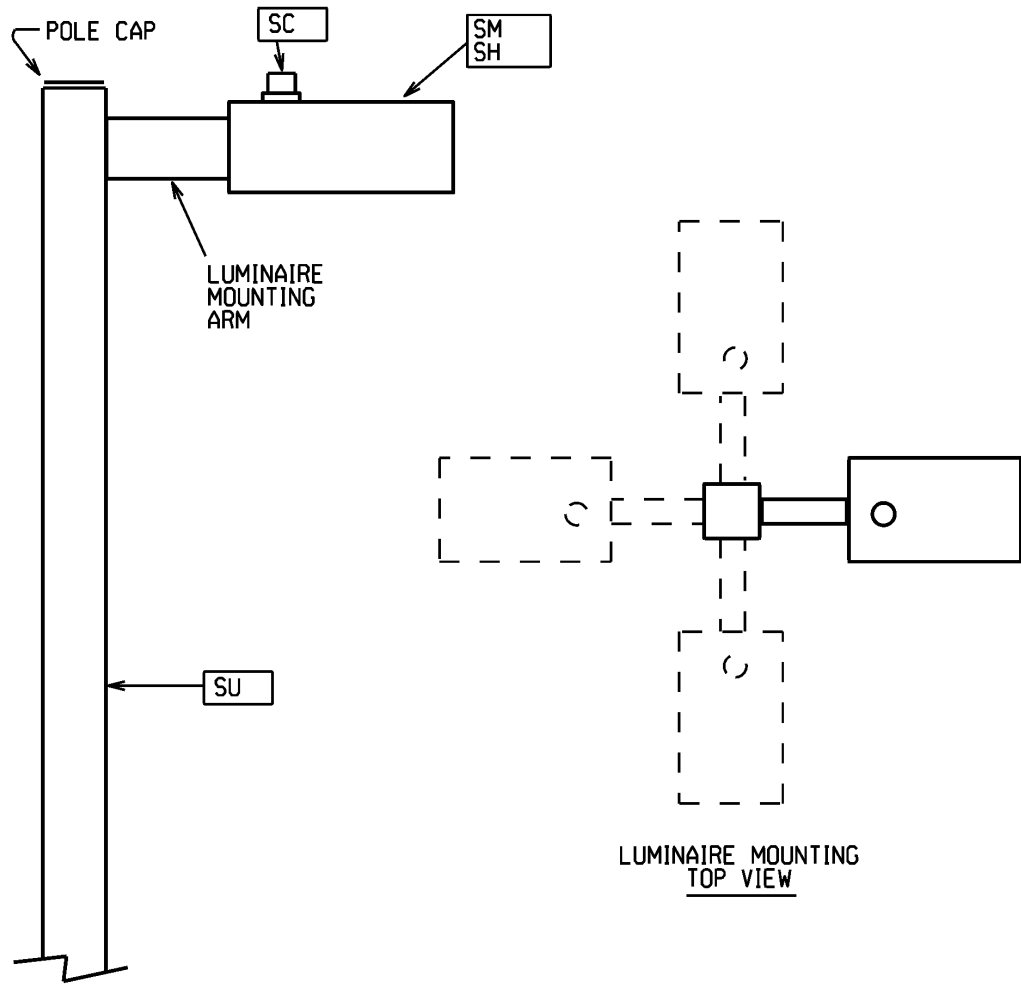 POLE CAP
SC
SM
SH
LUMINAIRE
MOUNTING
ARM
SU
LUMINAIRE MOUNTING
TOP VIEW